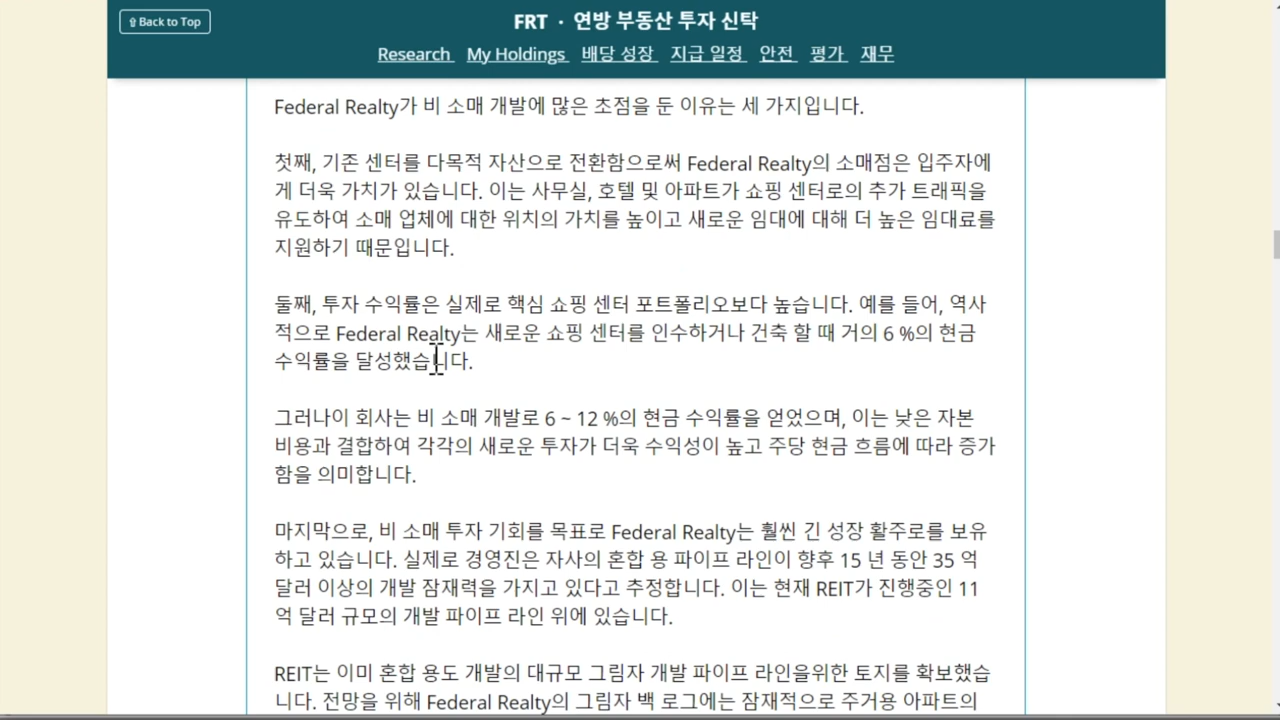 ⇧Back to Top
FRT · 연방 부동산 투자 신탁
Research My Holdings 배당 성장 지급 일정 안전 평가 재무
Federal Realty가 비 소매 개발에 많은 초점을 둔 이유는 세 가지입니다.
첫째, 기존 센터를 다목적 자산으로 전환함으로써 Federal Realty의 소매점은 입주자에
게 더욱 가치가 있습니다. 이는 사무실, 호텔 및 아파트가 쇼핑 센터로의 추가 트래픽을
유도하여 소매 업체에 대한 위치의 가치를 높이고 새로운 임대에 대해 더 높은 임대료를
지원하기 때문입니다.
둘째, 투자 수익률은 실제로 핵심 쇼핑 센터 포트폴리오보다 높습니다. 예를 들어, 역사
적으로 Federal Realty는 새로운 쇼핑 센터를 인수하거나 건축 할 때 거의 6 %의 현금
수익률을 달성했습니다.
그러나이 회사는 비 소매 개발로 6 ~ 12 %의 현금 수익률을 얻었으며, 이는 낮은 자본
비용과 결합하여 각각의 새로운 투자가 더욱 수익성이 높고 주당 현금 흐름에 따라 증가
함을 의미합니다.
마지막으로, 비 소매 투자 기회를 목표로 Federal Realty는 훨씬 긴 성장 활주로를 보유
하고 있습니다. 실제로 경영진은 자사의 혼합 용 파이프 라인이 향후 15 년 동안 35 억
달러 이상의 개발 잠재력을 가지고 있다고 추정합니다. 이는 현재 REIT가 진행중인 11
억 달러 규모의 개발 파이프 라인 위에 있습니다.
REIT는 이미 혼합 용도 개발의 대규모 그림자 개발 파이프 라인을위한 토지를 확보했습
니다. 전망을 위해 Federal Realty의 그림자 백 로그에는 잠재적으로 주거용 아파트의